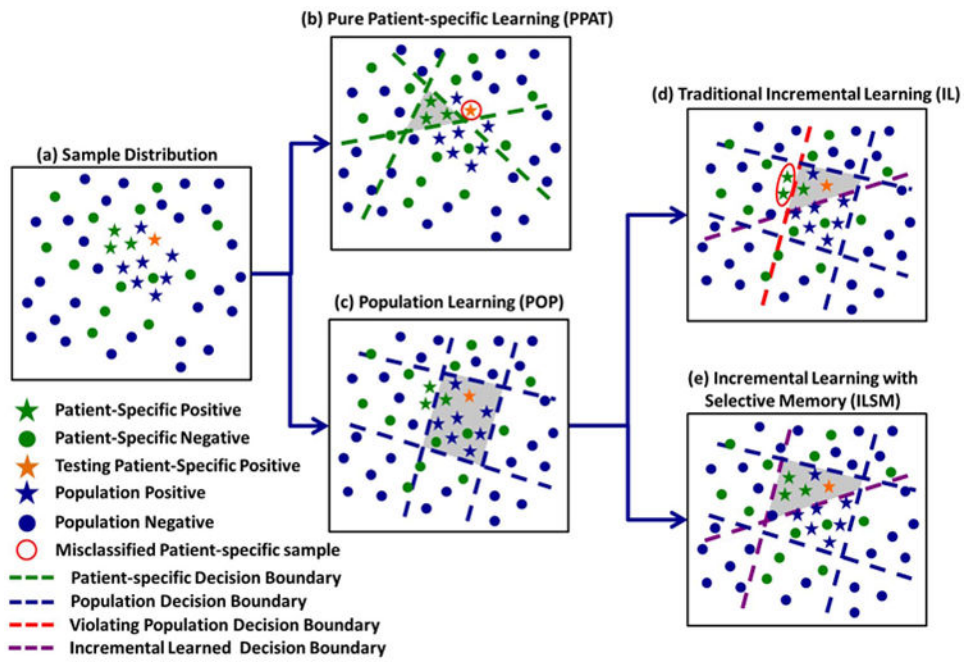 (b) Pure Patient-specific Learning (PPAT)
(d) Traditional Incremental Learning (IL)
(a) Sample Distribution
(c) Population Learning (POP)
(e) Incremental Learning with
Selective Memory (ILSM)
Patient-Specific Positive
Patient-Specific Negative
Testing Patient-Specific Positive
Population Positive
Population Negative
Misclassified Patient-specific sample
Patient-specific Decision Boundary
Population Decision Boundary
Violating Population Decision Boundary
Incremental Learned Decision Boundary